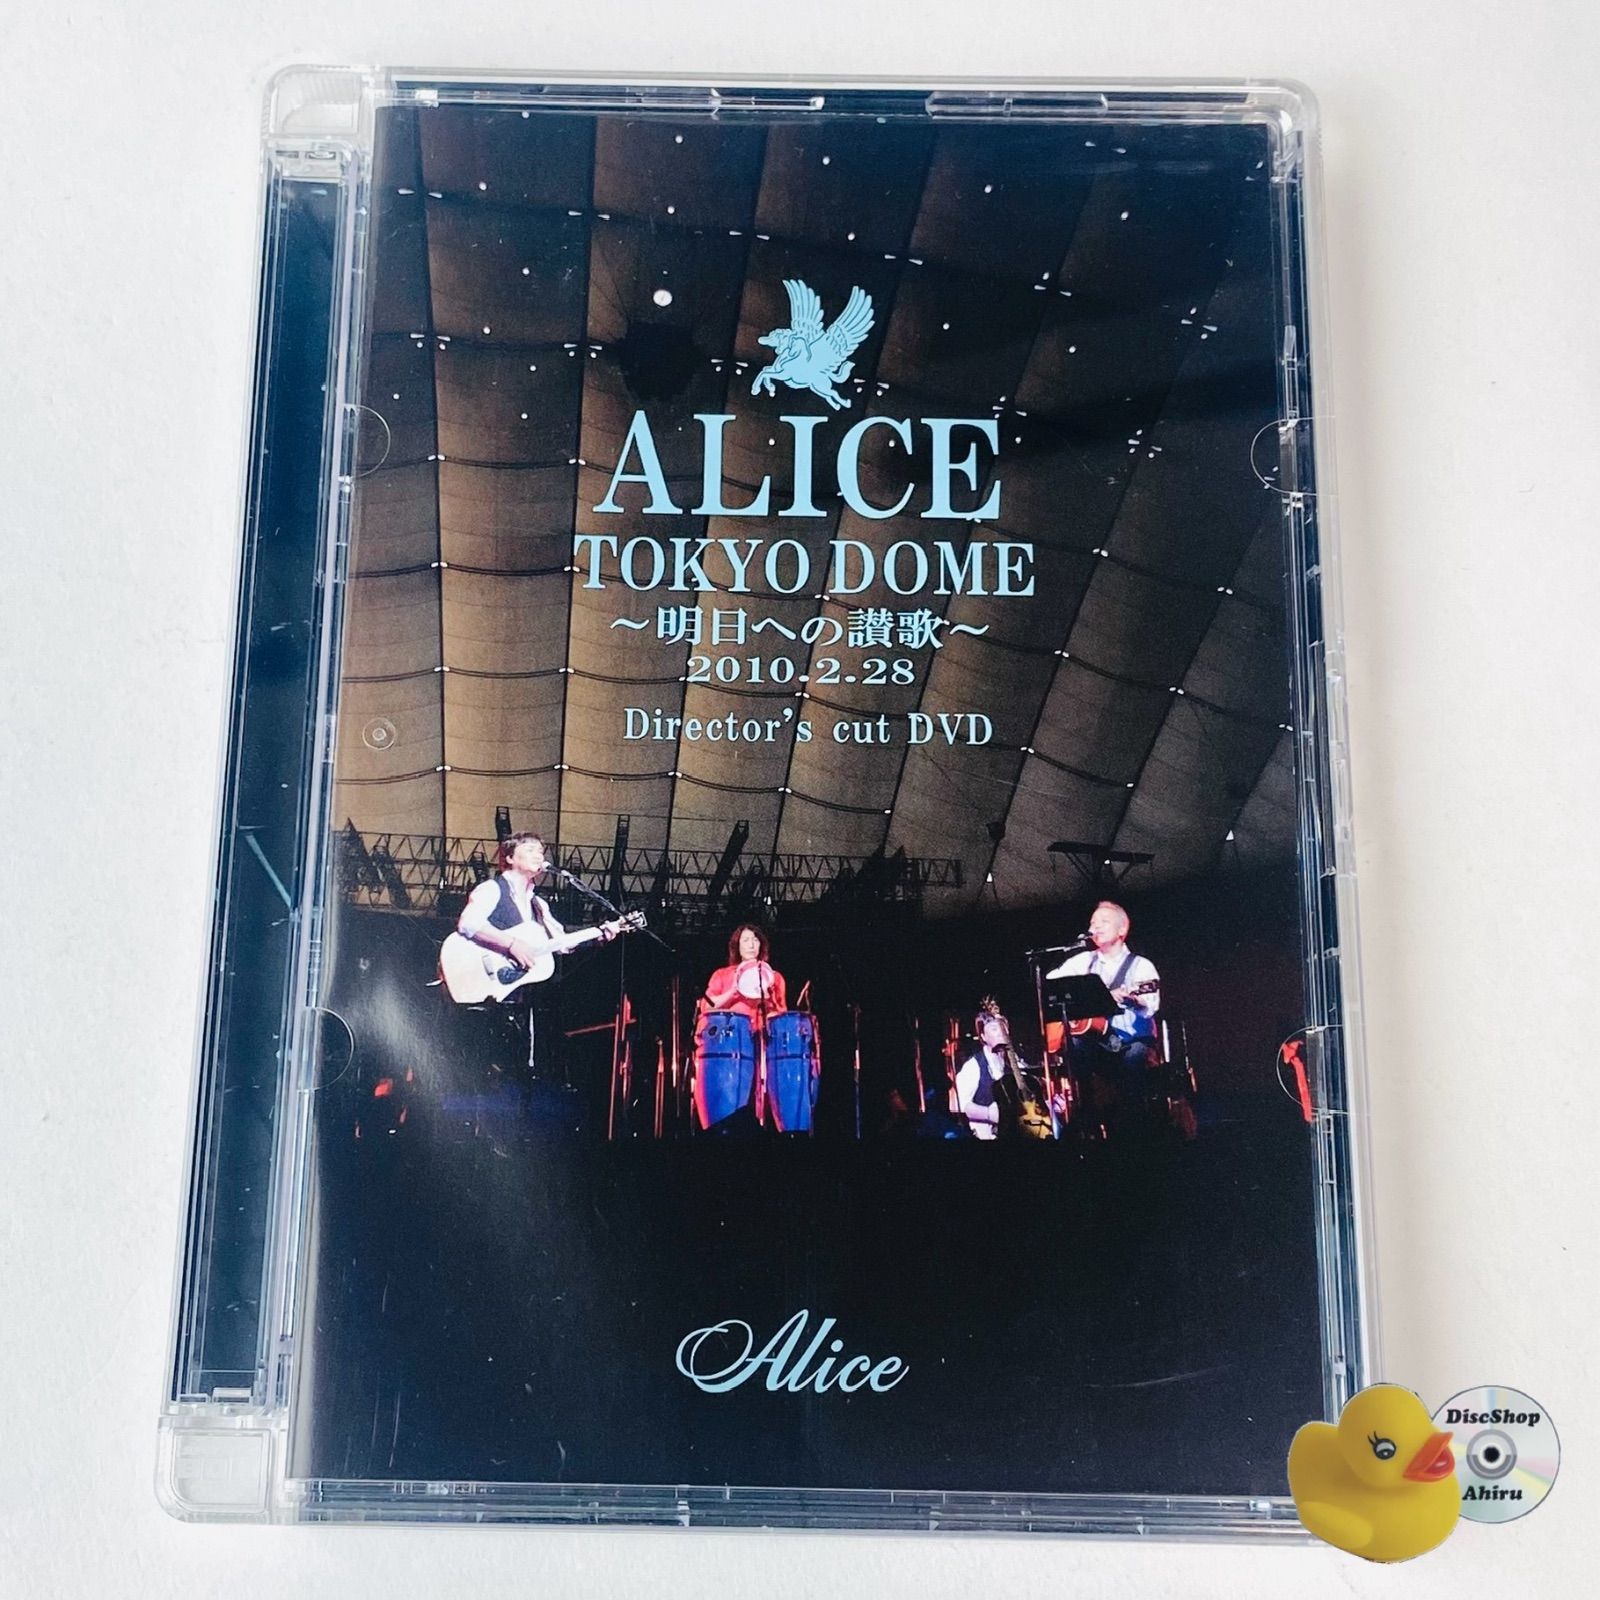 ALICE
TOKYO DOME
～明日への讃歌～
2010.2.28
Director's cut DVD
Alice
DiscShop
Ahiru